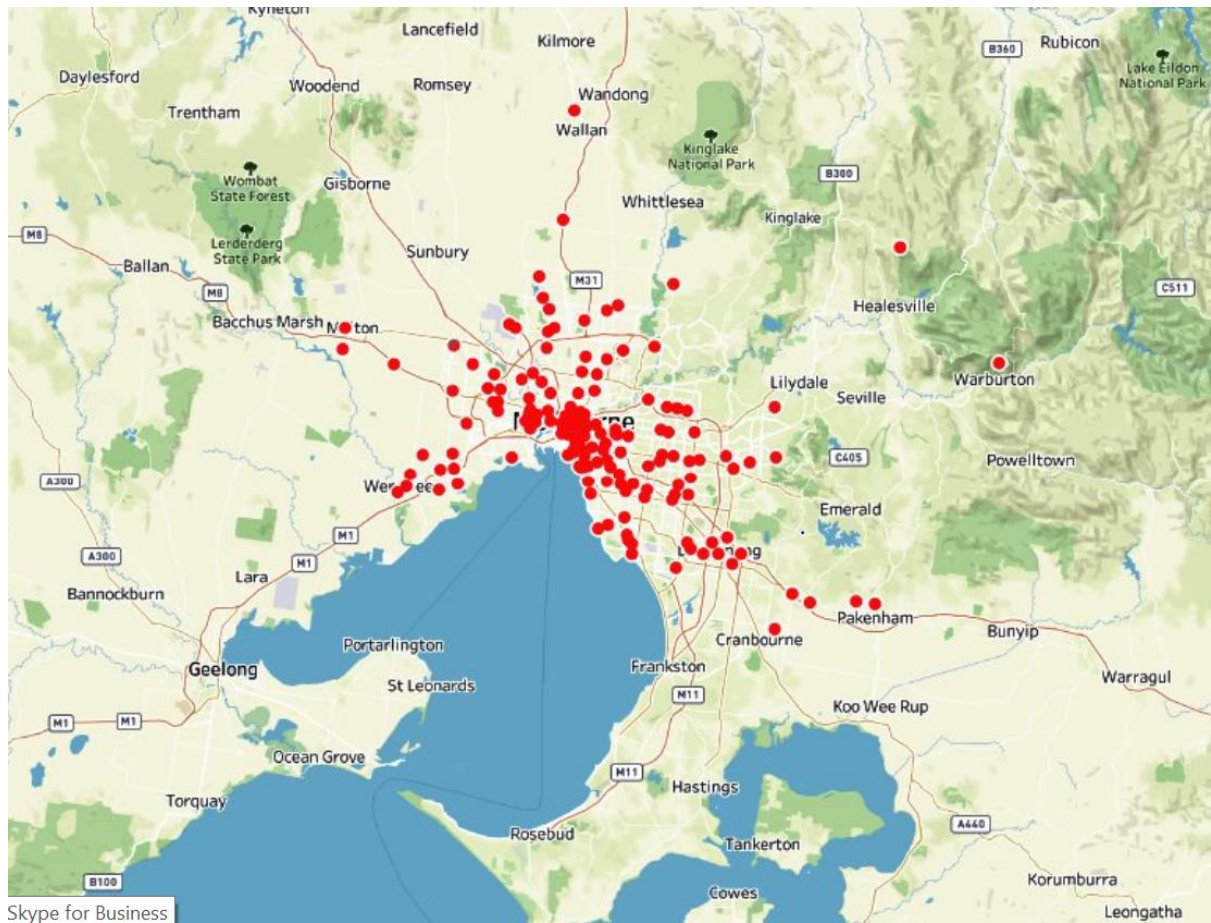 Kyneton
Lancefield
Kilmore
Rubicon
B360
Daylesford
Woodend
Romsey
Wandong
Lake Eildon
National Park
Trentham
Wallan
Kinglake
National Park
Wombat
State Forest
Gisborne
B300
Whittlesea
Kinglake
Lerderderg
State Park
M8
Sunbury
Ballan
M31
M8
C511
Healesville
Bacchus Marsh
Warburton
Lilydale
Seville
C405
Powelltown
A300
Emerald
M1
A300
M1
Lara
Bannockburn
Pakenham
Bunyip
Cranbourne
Portarlington
Geelong
Frankston
Warragul
St Leonards
M11
M1
M1
Koo Wee Rup
Ocean Grove
M11
Hastings
Torquay
A440
Rosebud
Tankerton
B100
Korumburra
Cowes
Skype for Business
Leongatha